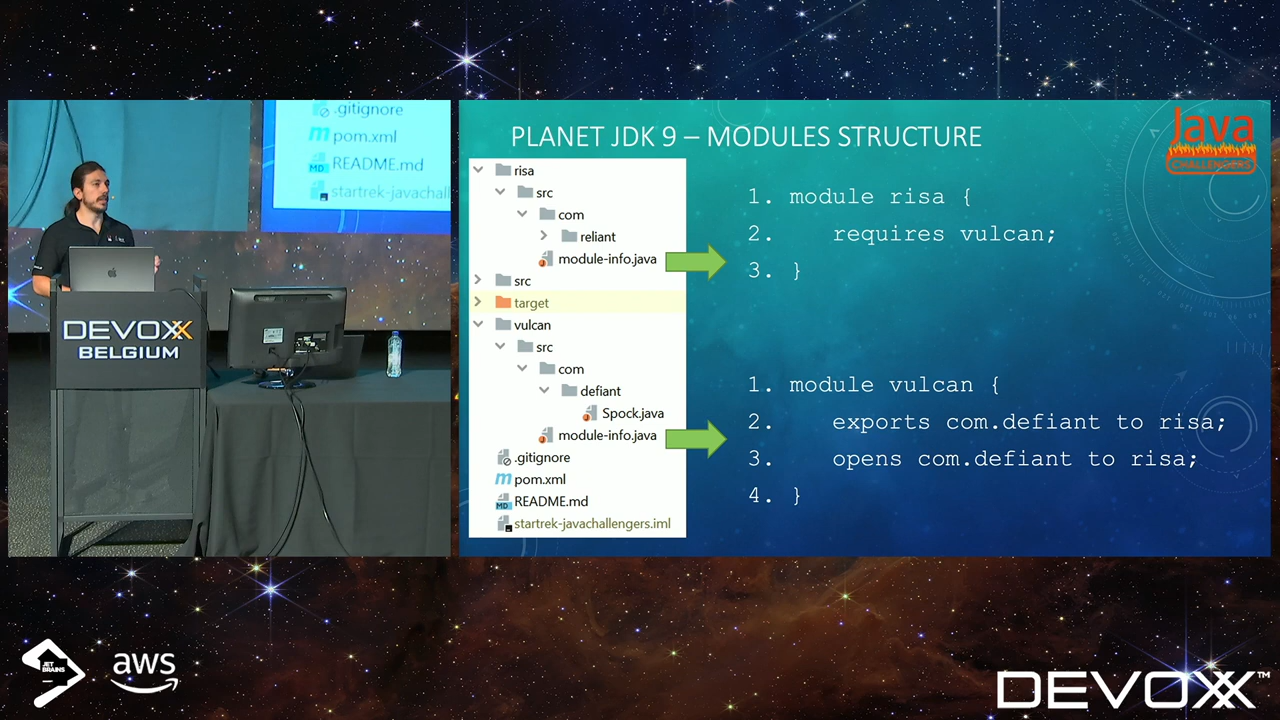 .gitignore
pom.xml
README.md
startrek-javachall
DEVOXX
BELGIUM
PLANET JDK 9 – MODULES STRUCTURE
Java
CHALLENGERS
risa
src
com
reliant
module-info.java
src
target
vulcan
src
com
defiant
Spock.java
module-info.java
.gitignore
pom.xml
README.md
startrek-javachallengers.iml
1. module risa {
2. requires vulcan;
3. }
1. module vulcan {
2. exports com.defiant to risa;
3. opens com.defiant to risa;
4. }
JET
BRAINS
aws
DEVOXX™